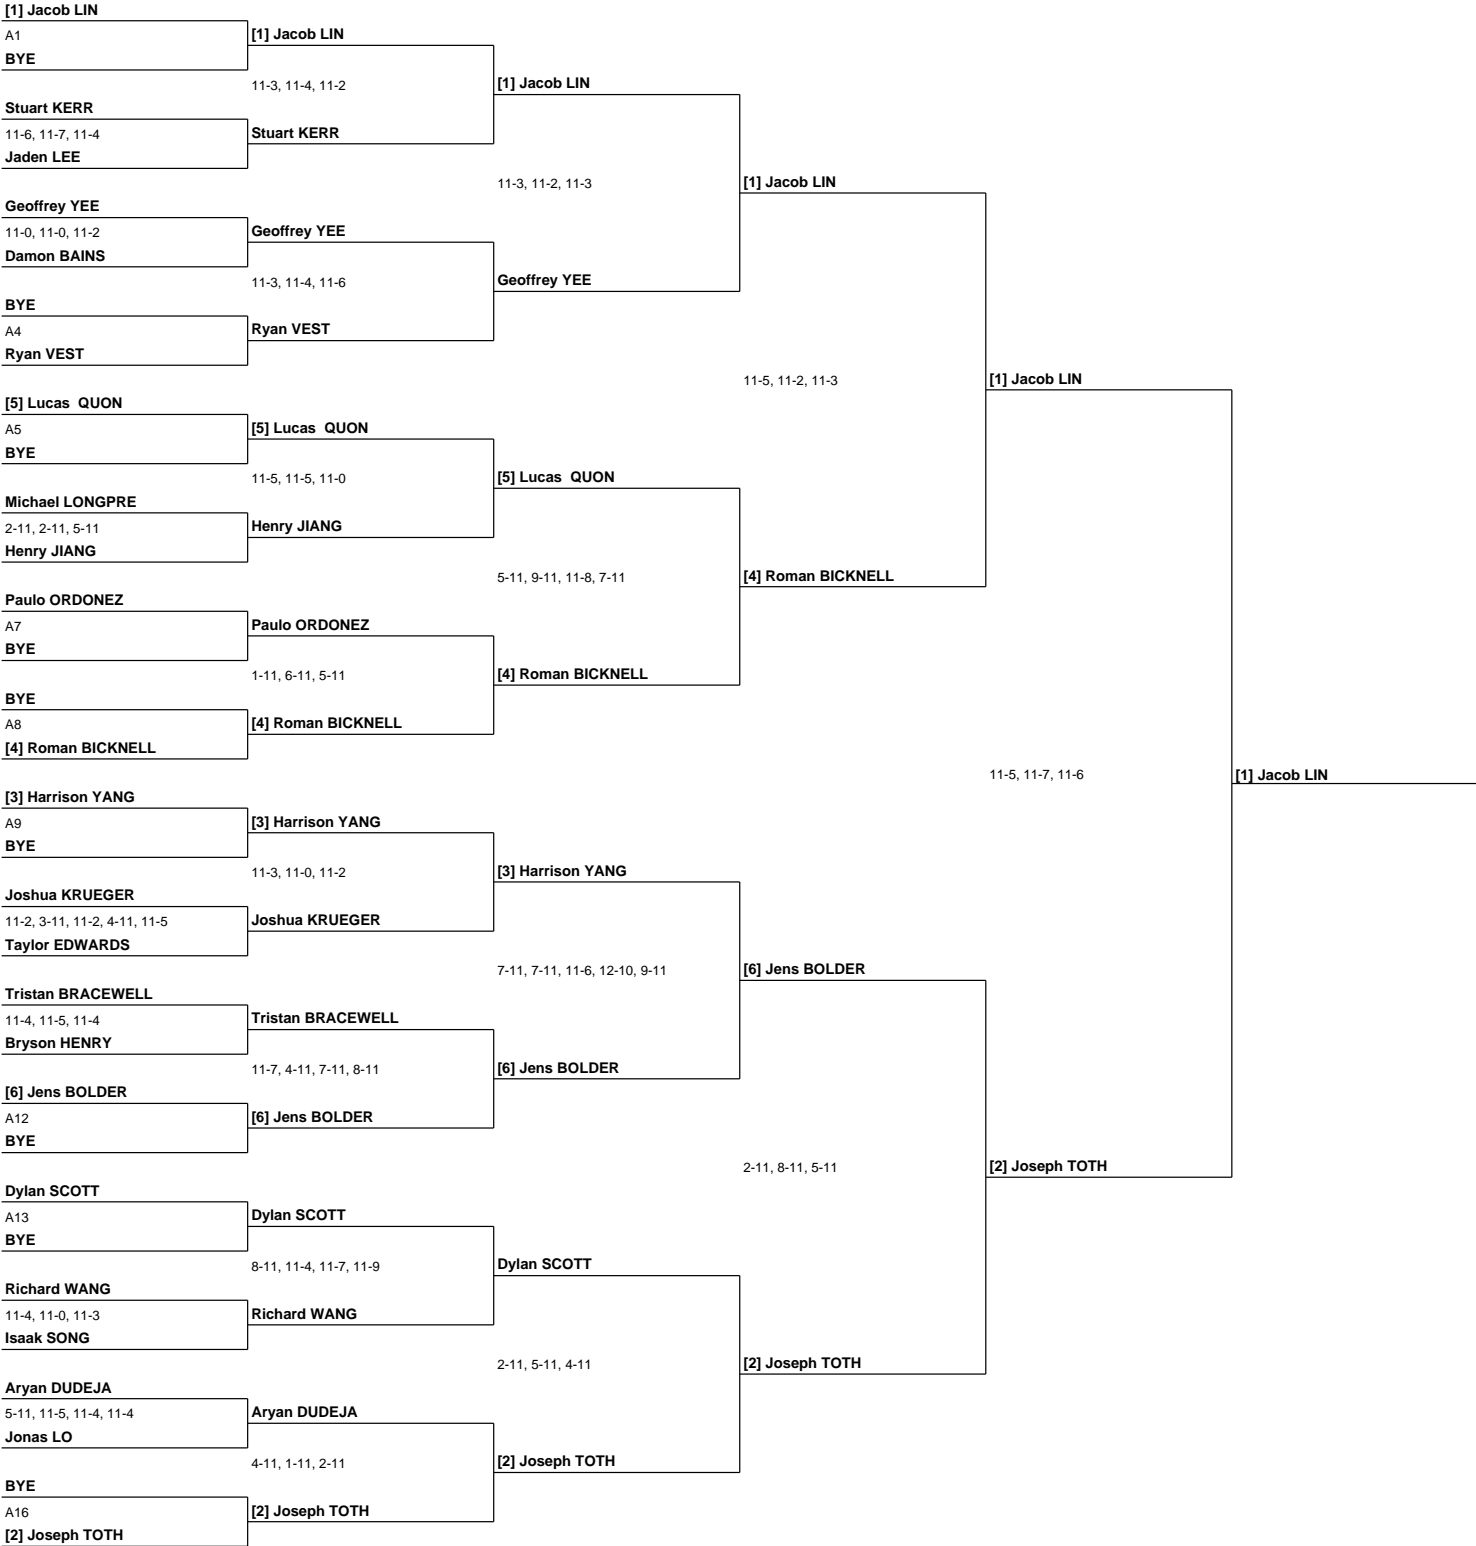 [1] Jacob LIN
A1
BYE
Stuart KERR
11-6, 11-7, 11-4
Jaden LEE
Geoffrey YEE
11-0, 11-0, 11-2
Damon BAINS
BYE
A4
Ryan VEST
[5] Lucas  QUON
A5
BYE
Michael LONGPRE
2-11, 2-11, 5-11
Henry JIANG
Paulo ORDONEZ
A7
BYE
BYE
A8
[4] Roman BICKNELL
[3] Harrison YANG
A9
BYE
Joshua KRUEGER
11-2, 3-11, 11-2, 4-11, 11-5
Taylor EDWARDS
Tristan BRACEWELL
11-4, 11-5, 11-4
Bryson HENRY
[6] Jens BOLDER
A12
BYE
Dylan SCOTT
A13
BYE
Richard WANG
11-4, 11-0, 11-3
Isaak SONG
Aryan DUDEJA
5-11, 11-5, 11-4, 11-4
Jonas LO
BYE
A16
[2] Joseph TOTH
[1] Jacob LIN
11-3, 11-4, 11-2
Stuart KERR
Geoffrey YEE
11-3, 11-4, 11-6
Ryan VEST
[5] Lucas  QUON
11-5, 11-5, 11-0
Henry JIANG
Paulo ORDONEZ
1-11, 6-11, 5-11
[4] Roman BICKNELL
[3] Harrison YANG
11-3, 11-0, 11-2
Joshua KRUEGER
Tristan BRACEWELL
11-7, 4-11, 7-11, 8-11
[6] Jens BOLDER
Dylan SCOTT
8-11, 11-4, 11-7, 11-9
Richard WANG
Aryan DUDEJA
4-11, 1-11, 2-11
[2] Joseph TOTH
[1] Jacob LIN
11-3, 11-2, 11-3
Geoffrey YEE
[5] Lucas  QUON
5-11, 9-11, 11-8, 7-11
[4] Roman BICKNELL
[3] Harrison YANG
7-11, 7-11, 11-6, 12-10, 9-11
[6] Jens BOLDER
Dylan SCOTT
2-11, 5-11, 4-11
[2] Joseph TOTH
[1] Jacob LIN
11-5, 11-2, 11-3
[4] Roman BICKNELL
[6] Jens BOLDER
2-11, 8-11, 5-11
[2] Joseph TOTH
[1] Jacob LIN
11-5, 11-7, 11-6
[2] Joseph TOTH
[1] Jacob LIN